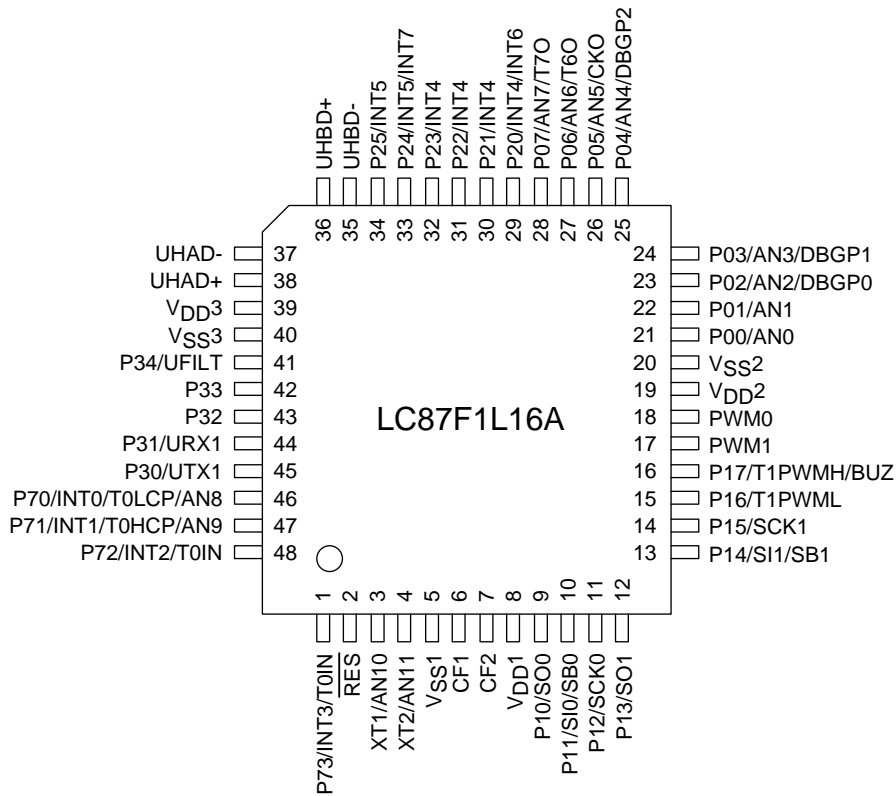 UHBD+
UHBD-
P25/INT5
P24/INT5/INT7
P23/INT4
P22/INT4
P21/INT4
P20/INT4/INT6
P07/AN7/T7O
P06/AN6/T6O
P05/AN5/CKO
P04/AN4/DBGP2
36
35
34
33
32
31
30
29
28
27
26
25
UHAD- 37
UHAD+ 38
VDD3 39
VSS3 40
P34/UFILT 41
P33 42
P32 43
P31/URX1 44
P30/UTX1 45
P70/INT0/T0LCP/AN8 46
P71/INT1/T0HCP/AN9 47
P72/INT2/T0IN 48
LC87F1L16A
24 P03/AN3/DBGP1
23 P02/AN2/DBGP0
22 P01/AN1
21 P00/AN0
20 VSS2
19 VDD2
18 PWM0
17 PWM1
16 P17/T1PWMH/BUZ
15 P16/T1PWML
14 P15/SCK1
13 P14/SI1/SB1
1
2
3
4
5
6
7
8
9
10
11
12
P73/INT3/T0IN
RES
XT1/AN10
XT2/AN11
VSS1
CF1
CF2
VDD1
P10/SO0
P11/SI0/SB0
P12/SCK0
P13/SO1